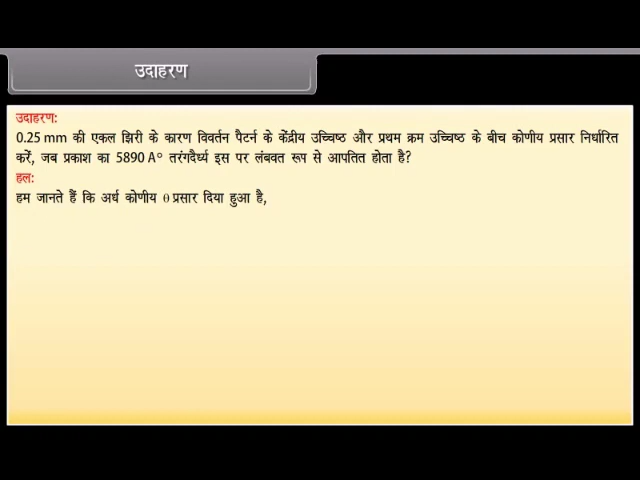 उदाहरण
उदाहरण:
0.25 mm की एकल झिरी के कारण विवर्तन पैटर्न के केंद्रीय उच्चिष्ठ और प्रथम क्रम उच्चिष्ठ के बीच कोणीय प्रसार निर्धारित
करें, जब प्रकाश का 5890 A° तरंगदैर्ध्य इस पर लंबवत रूप से आपतित होता है?
हल:
हम जानते हैं कि अर्ध कोणीय θ प्रसार दिया हुआ है,